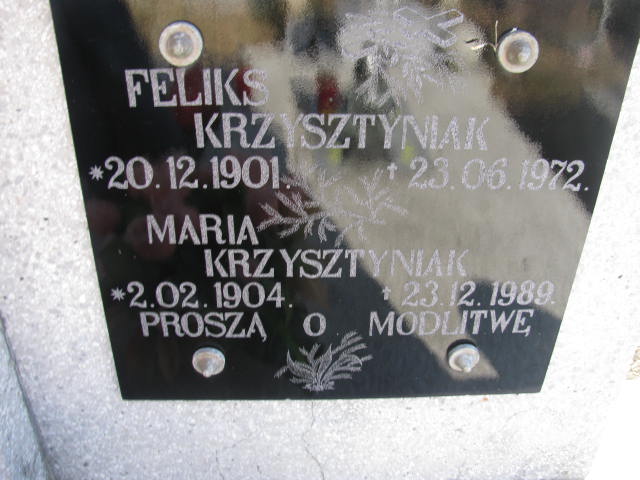 FELIKS
KRZYSZTYNIAK
*20.12.1901. † 23.06.1972.
MARIA
KRZYSZTYNIAK
*2.02.1904. † 23.12.1989.
PROSZĄ O MODLITWĘ